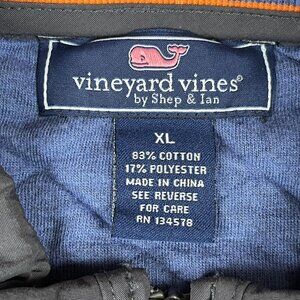 vineyard vines®
by Shep & Ian
XL
83% COTTON
17% POLYESTER
MADE IN CHINA
SEE REVERSE
FOR CARE
RN 134578